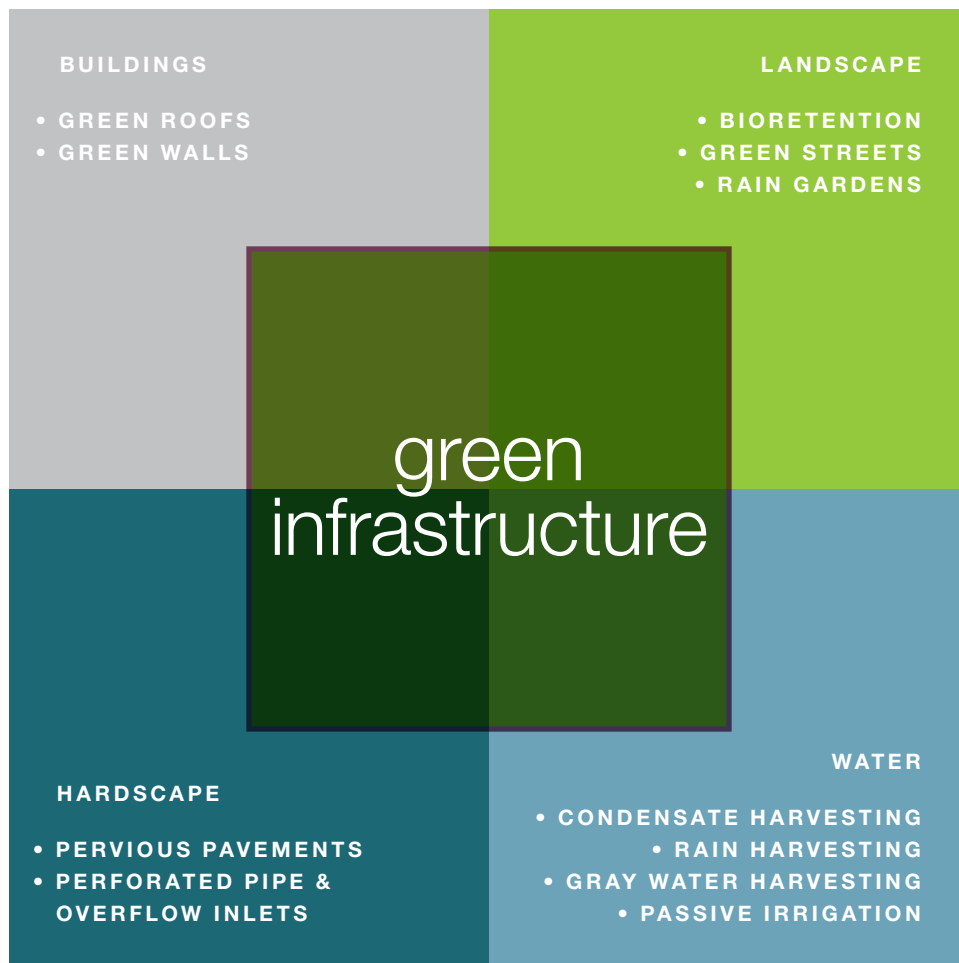 BUILDINGS
• GREEN ROOFS
• GREEN WALLS
LANDSCAPE
• BIORETENTION
• GREEN STREETS
• RAIN GARDENS
green
infrastructure
HARDSCAPE
• PERVIOUS PAVEMENTS
• PERFORATED PIPE &
OVERFLOW INLETS
WATER
• CONDENSATE HARVESTING
• RAIN HARVESTING
• GRAY WATER HARVESTING
• PASSIVE IRRIGATION